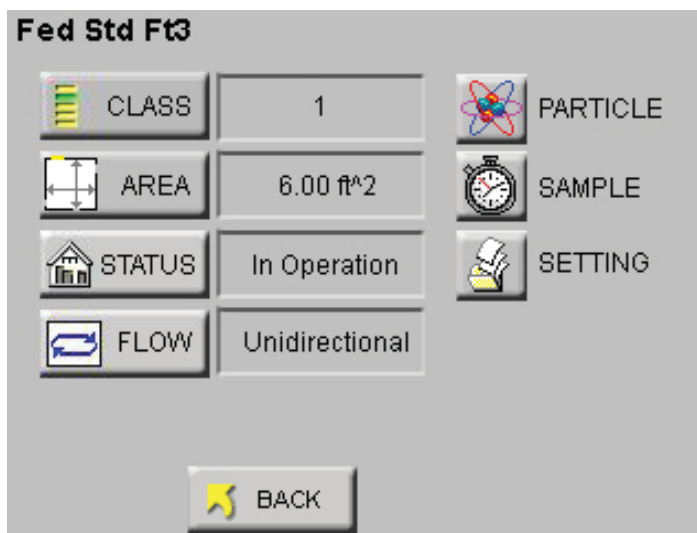 Fed Std Ft3
CLASS 1 PARTICLE
AREA 6.00 ft^2 SAMPLE
STATUS In Operation SETTING
FLOW Unidirectional
BACK